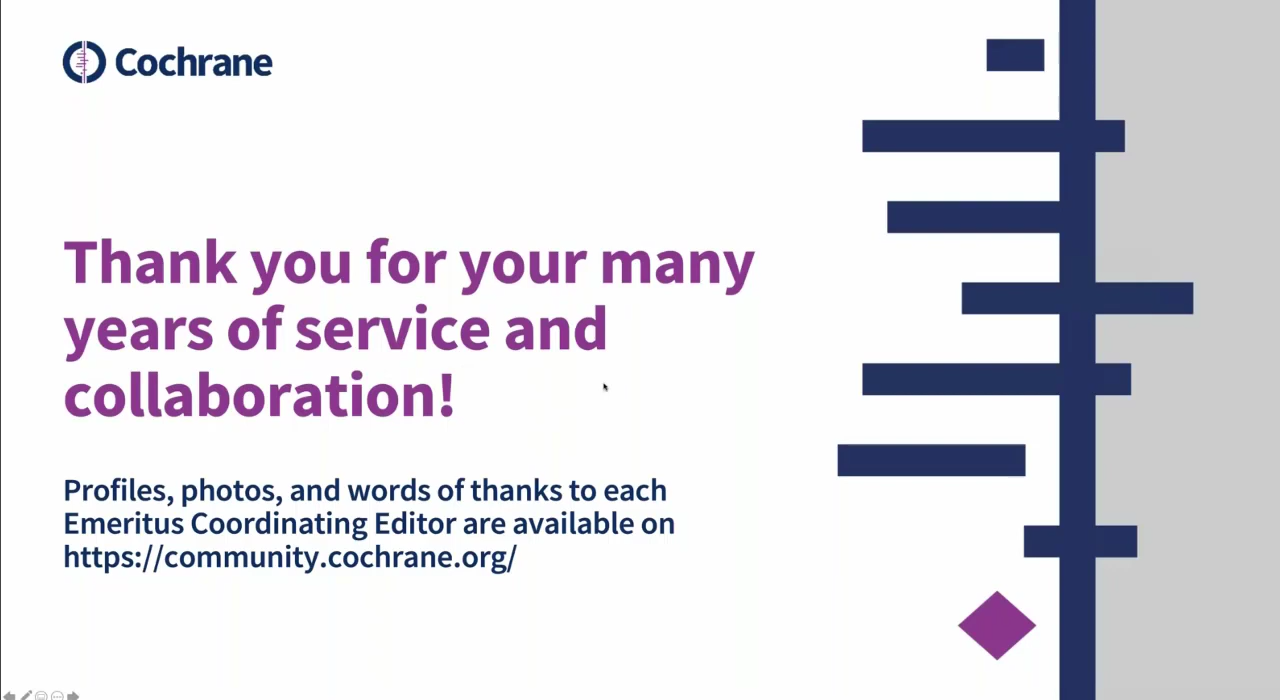 Cochrane
Thank you for your many
years of service and
collaboration!
Profiles, photos, and words of thanks to each
Emeritus Coordinating Editor are available on
https://community.cochrane.org/